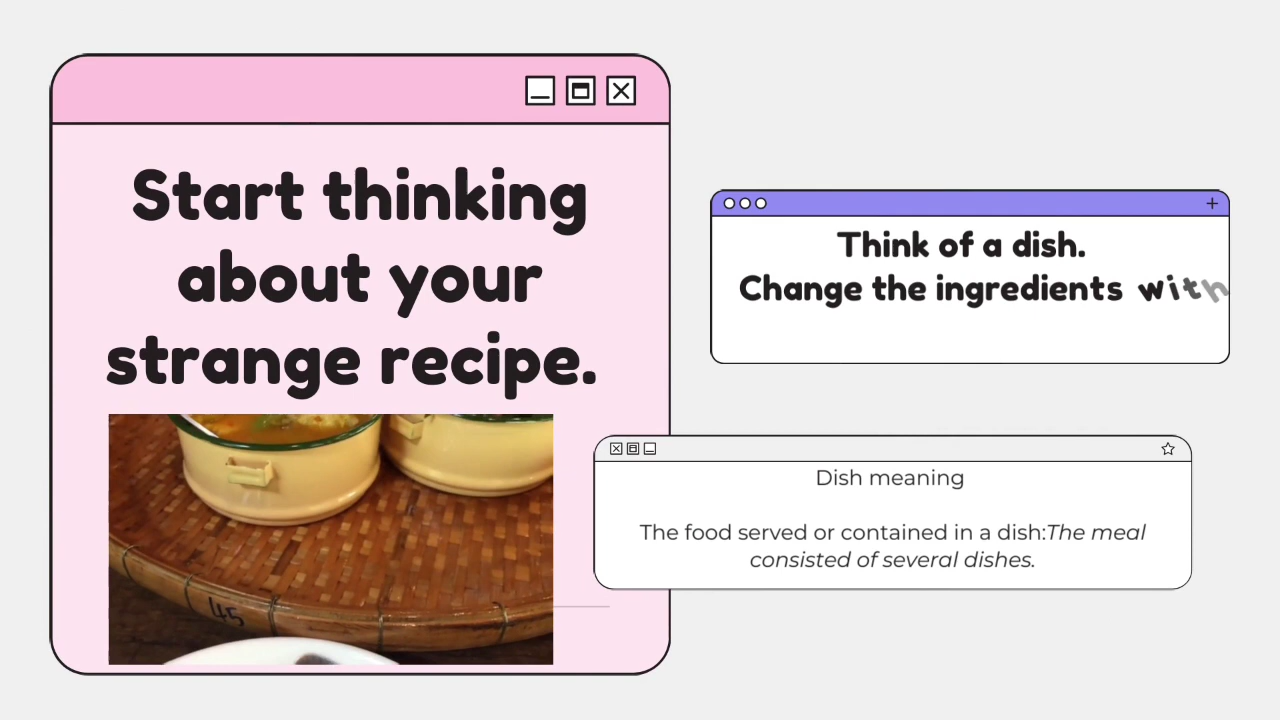 Start thinking
about your
strange recipe.
Think of a dish.
Change the ingredients with
Dish meaning
The food served or contained in a dish:The meal
consisted of several dishes.
45